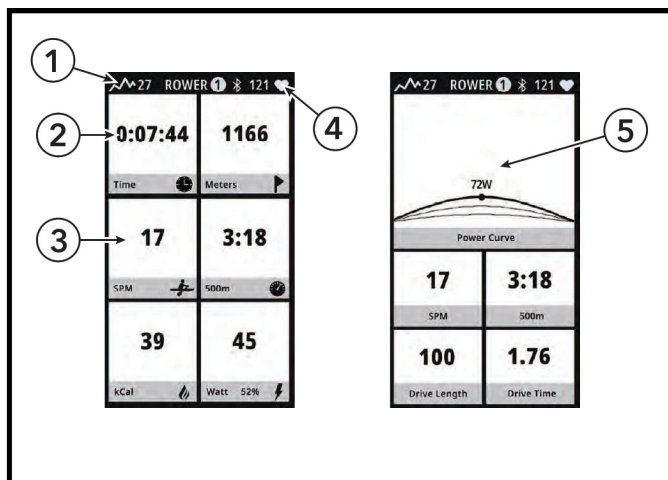 1
2
3
4
5
27 ROWER 1 121
0:07:44
1166
Time
Meters
17
3:18
SPM
500m
39
45
kCal
Watt 52%
27 ROWER 1 121
72W
Power Curve
17
3:18
SPM
500m
100
1.76
Drive Length
Drive Time